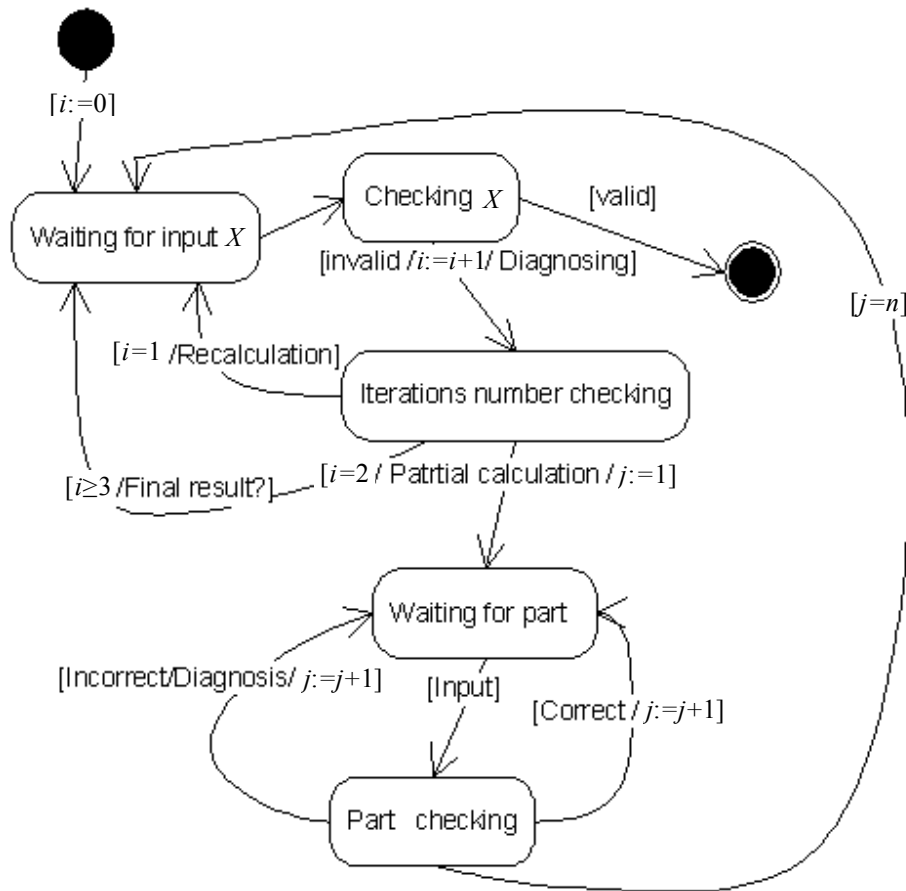 [i:=0]
Checking X
[valid]
Waiting for input X
[invalid /i:=i+1/ Diagnosing]
[j=n]
[i=1 /Recalculation]
Iterations number checking
[i≥3 /Final result?]
[i=2 / Patrtial calculation / j:=1]
Waiting for part
[Incorrect/Diagnosis/ j:=j+1]
[Input]
[Correct / j:=j+1]
Part checking